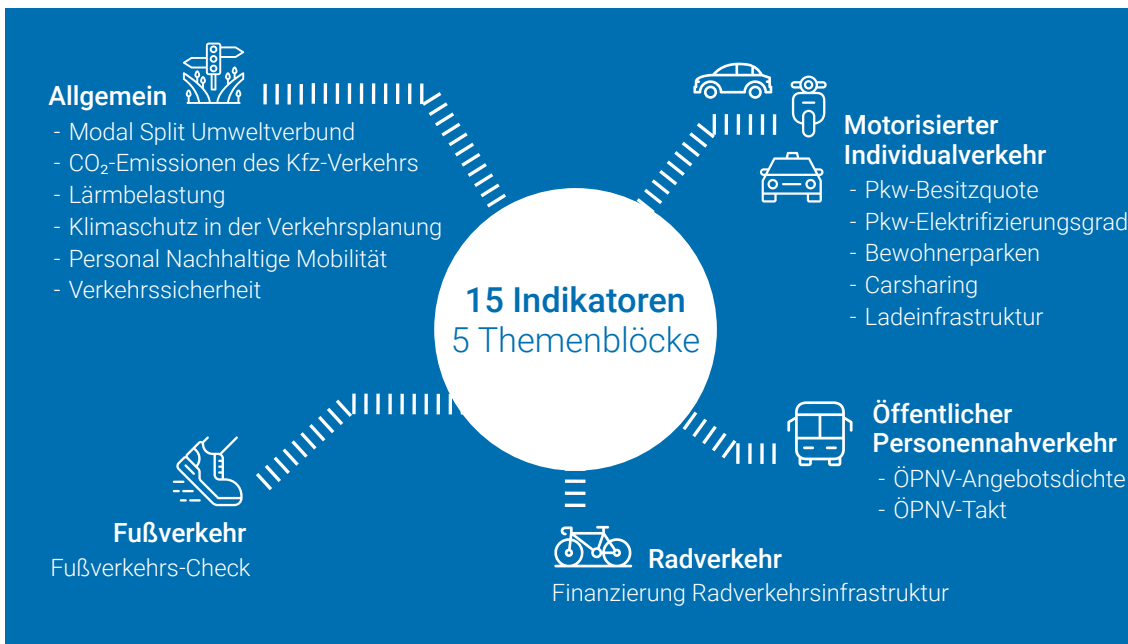 Allgemein
- Modal Split Umweltverbund
- CO₂-Emissionen des Kfz-Verkehrs
- Lärmbelastung
- Klimaschutz in der Verkehrsplanung
- Personal Nachhaltige Mobilität
- Verkehrssicherheit
Motorisierter
Individualverkehr
- Pkw-Besitzquote
- Pkw-Elektrifizierungsgrad
- Bewohnerparken
- Carsharing
- Ladeinfrastruktur
15 Indikatoren
5 Themenblöcke
Öffentlicher
Personennahverkehr
- ÖPNV-Angebotsdichte
- ÖPNV-Takt
Fußverkehr
Fußverkehrs-Check
Radverkehr
Finanzierung Radverkehrsinfrastruktur